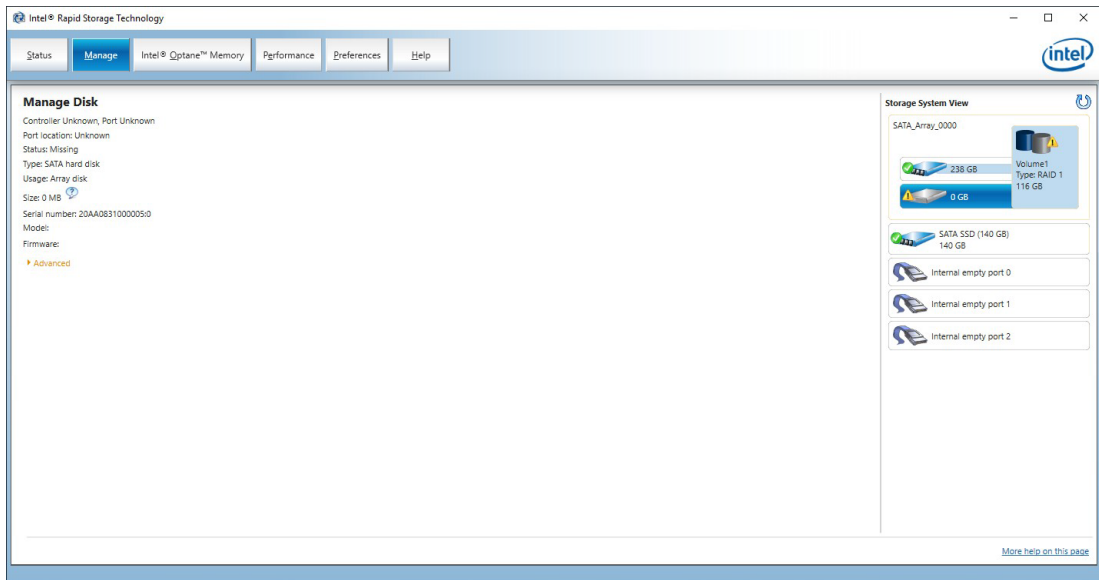 Intel® Rapid Storage Technology
Status
Manage
Intel® Optane™ Memory
Performance
Preferences
Help
intel
Manage Disk
Controller Unknown, Port Unknown
Port location: Unknown
Status: Missing
Type: SATA hard disk
Usage: Array disk
Size: 0 MB
Serial number: 20AA0831000005:0
Model:
Firmware:
Advanced
Storage System View
SATA_Array_0000
238 GB
0 GB
Volume1
Type: RAID 1
116 GB
SATA SSD (140 GB)
140 GB
Internal empty port 0
Internal empty port 1
Internal empty port 2
More help on this page